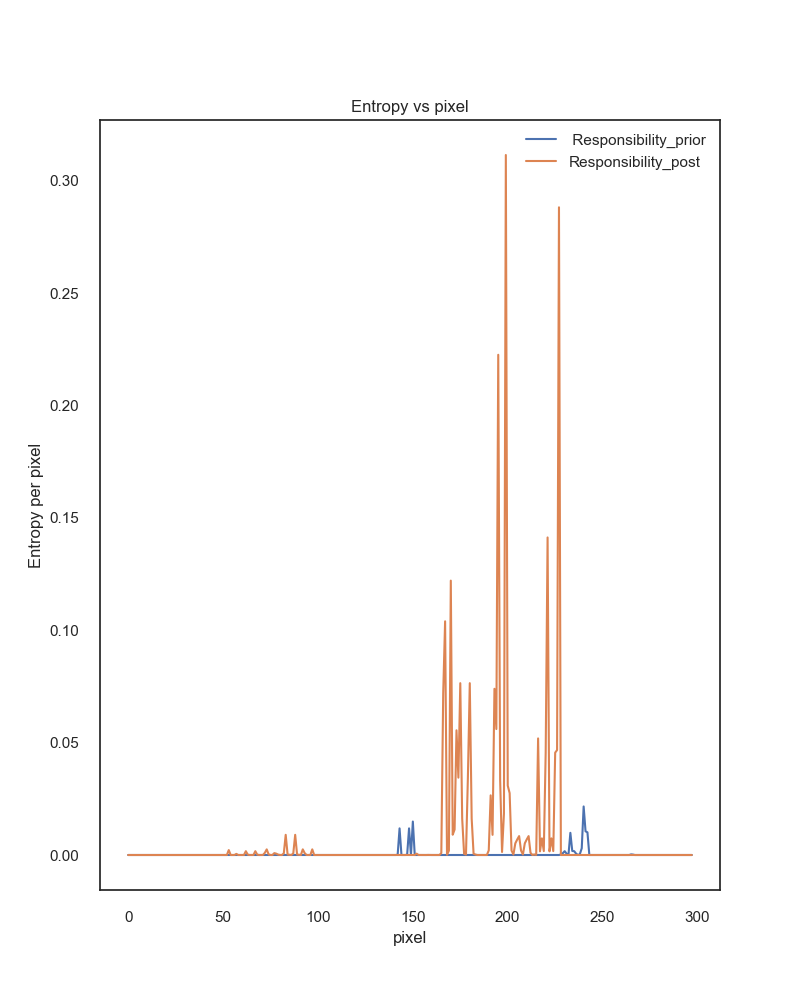 Entropy vs pixel
Responsibility_prior
Responsibility_post
0.30
0.25
0.20
0.15
0.10
0.05
0.00
Entropy per pixel
0 50 100 150 200 250 300
pixel